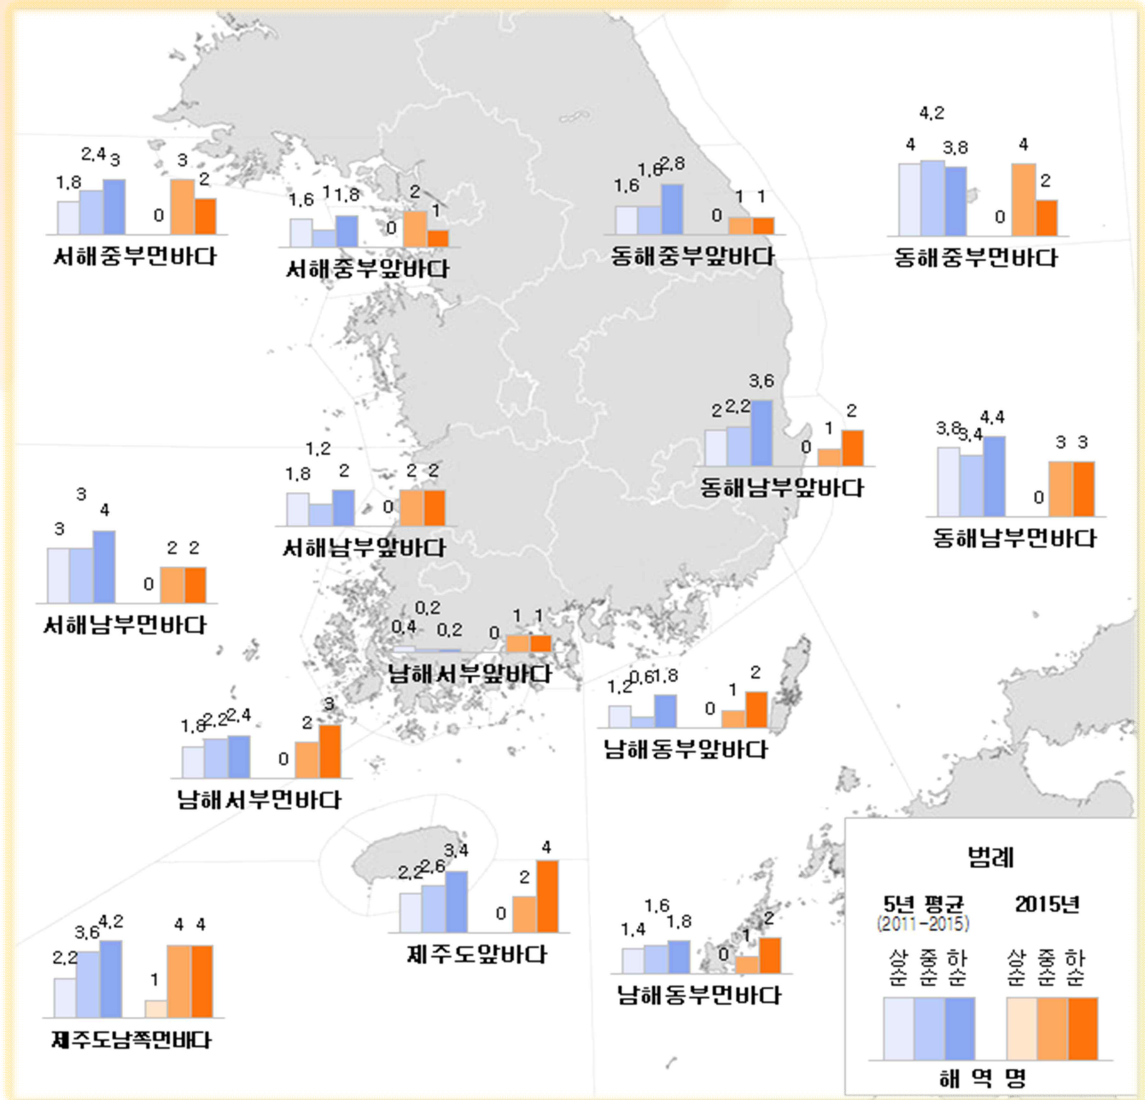 1.8 2.4 3 0 3 2
서해중부먼바다
1.6 1 1.8 0 2 1
서해중부앞바다
1.6 1.6 2.8 0 1 1
동해중부앞바다
4 4.2 3.8 0 4 2
동해중부먼바다
2 2.2 3.6 0 1 2
동해남부앞바다
3.8 3.4 4.4 0 3 3
동해남부먼바다
1.8 1.2 2 0 2 2
서해남부앞바다
3 3 4 0 2 2
서해남부먼바다
0.4 0.2 0.2 0 1 1
남해서부앞바다
1.2 0.6 1.8 0 1 2
남해동부앞바다
1.8 2.2 2.4 0 2 3
남해서부먼바다
2.2 2.6 3.4 0 2 4
제주도앞바다
1.4 1.6 1.8 0 1 2
남해동부먼바다
2.2 3.6 4.2 1 4 4
제주도남쪽먼바다
범례
5년 평균 2015년
(2011-2015)
상순 중순 하순 상순 중순 하순
해 역 명